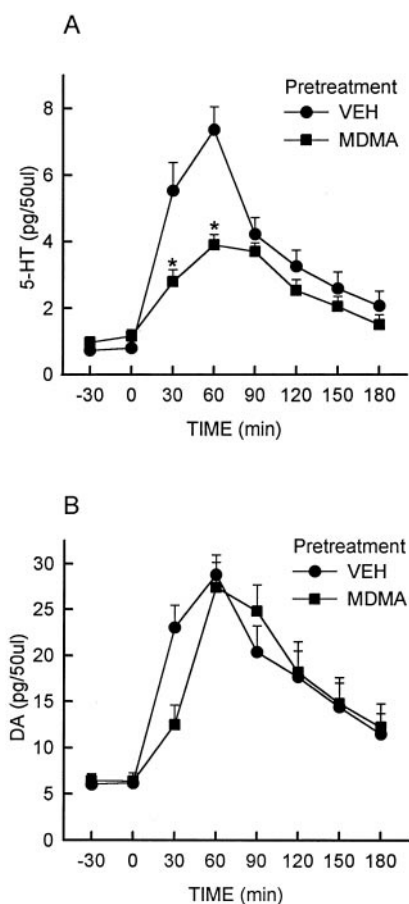 A
Pretreatment
VEH
MDMA
8
6
4
2
0
5-HT (pg/50ul)
*
*
-30 0 30 60 90 120 150 180
TIME (min)
B
Pretreatment
VEH
MDMA
30
25
20
15
10
5
0
DA (pg/50ul)
-30 0 30 60 90 120 150 180
TIME (min)